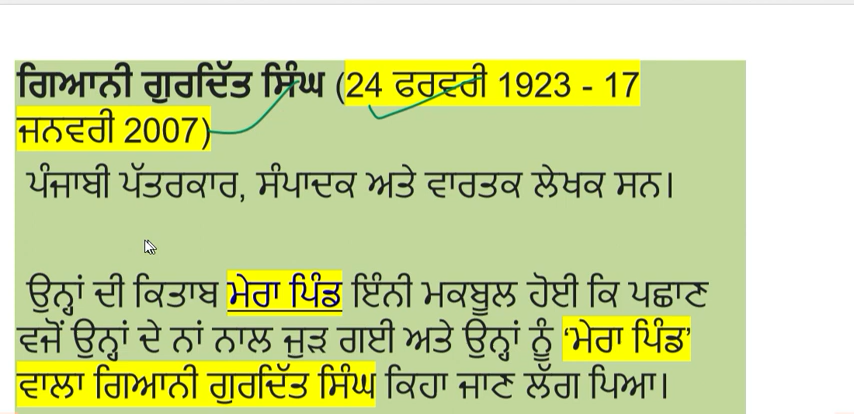 ਗਿਆਨੀ ਗੁਰਦਿੱਤ ਸਿੰਘ (24 ਫਰਵਰੀ 1923 - 17
ਜਨਵਰੀ 2007)
ਪੰਜਾਬੀ ਪੱਤਰਕਾਰ, ਸੰਪਾਦਕ ਅਤੇ ਵਾਰਤਕ ਲੇਖਕ ਸਨ।
ਉਨ੍ਹਾਂ ਦੀ ਕਿਤਾਬ ਮੇਰਾ ਪਿੰਡ ਇੰਨੀ ਮਕਬੂਲ ਹੋਈ ਕਿ ਪਛਾਣ
ਵਜੋਂ ਉਨ੍ਹਾਂ ਦੇ ਨਾਂ ਨਾਲ ਜੁੜ ਗਈ ਅਤੇ ਉਨ੍ਹਾਂ ਨੂੰ ‘ਮੇਰਾ ਪਿੰਡ’
ਵਾਲਾ ਗਿਆਨੀ ਗੁਰਦਿੱਤ ਸਿੰਘ ਕਿਹਾ ਜਾਣ ਲੱਗ ਪਿਆ।